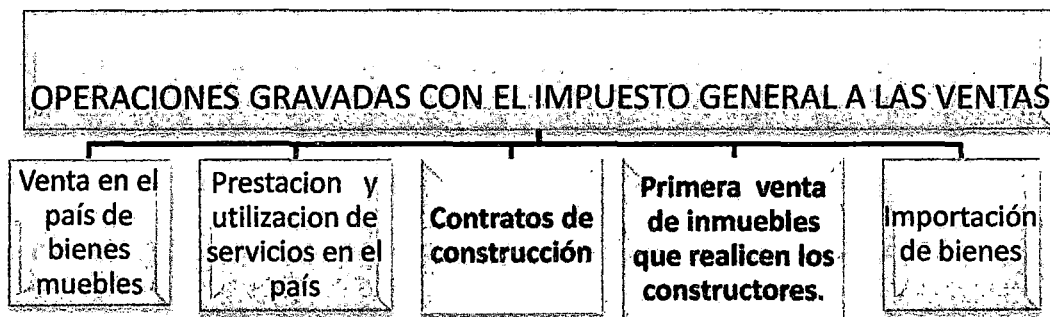 OPERACIONES GRAVADAS CON EL IMPUESTO GENERAL A LAS VENTAS
Venta en el
país de
bienes
muebles
Prestacion y
utilizacion de
servicios en el
país
Contratos de
construcción
Primera venta
de inmuebles
que realicen los
constructores.
Importación
de bienes